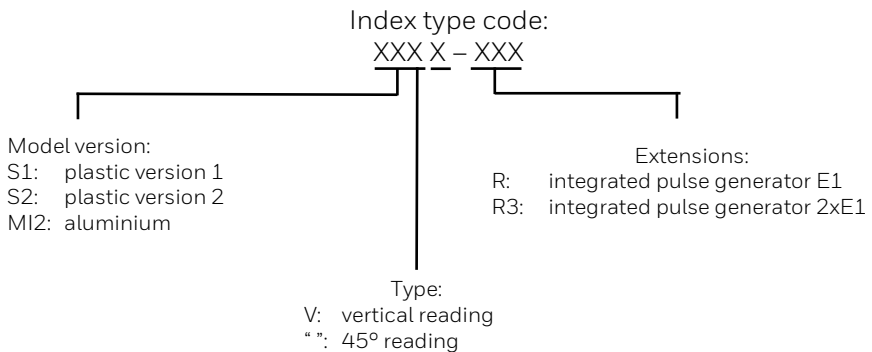 Index type code:
XXX X – XXX
Model version:
S1: plastic version 1
S2: plastic version 2
MI2: aluminium
Extensions:
R: integrated pulse generator E1
R3: integrated pulse generator 2xE1
Type:
V: vertical reading
“ ”: 45° reading